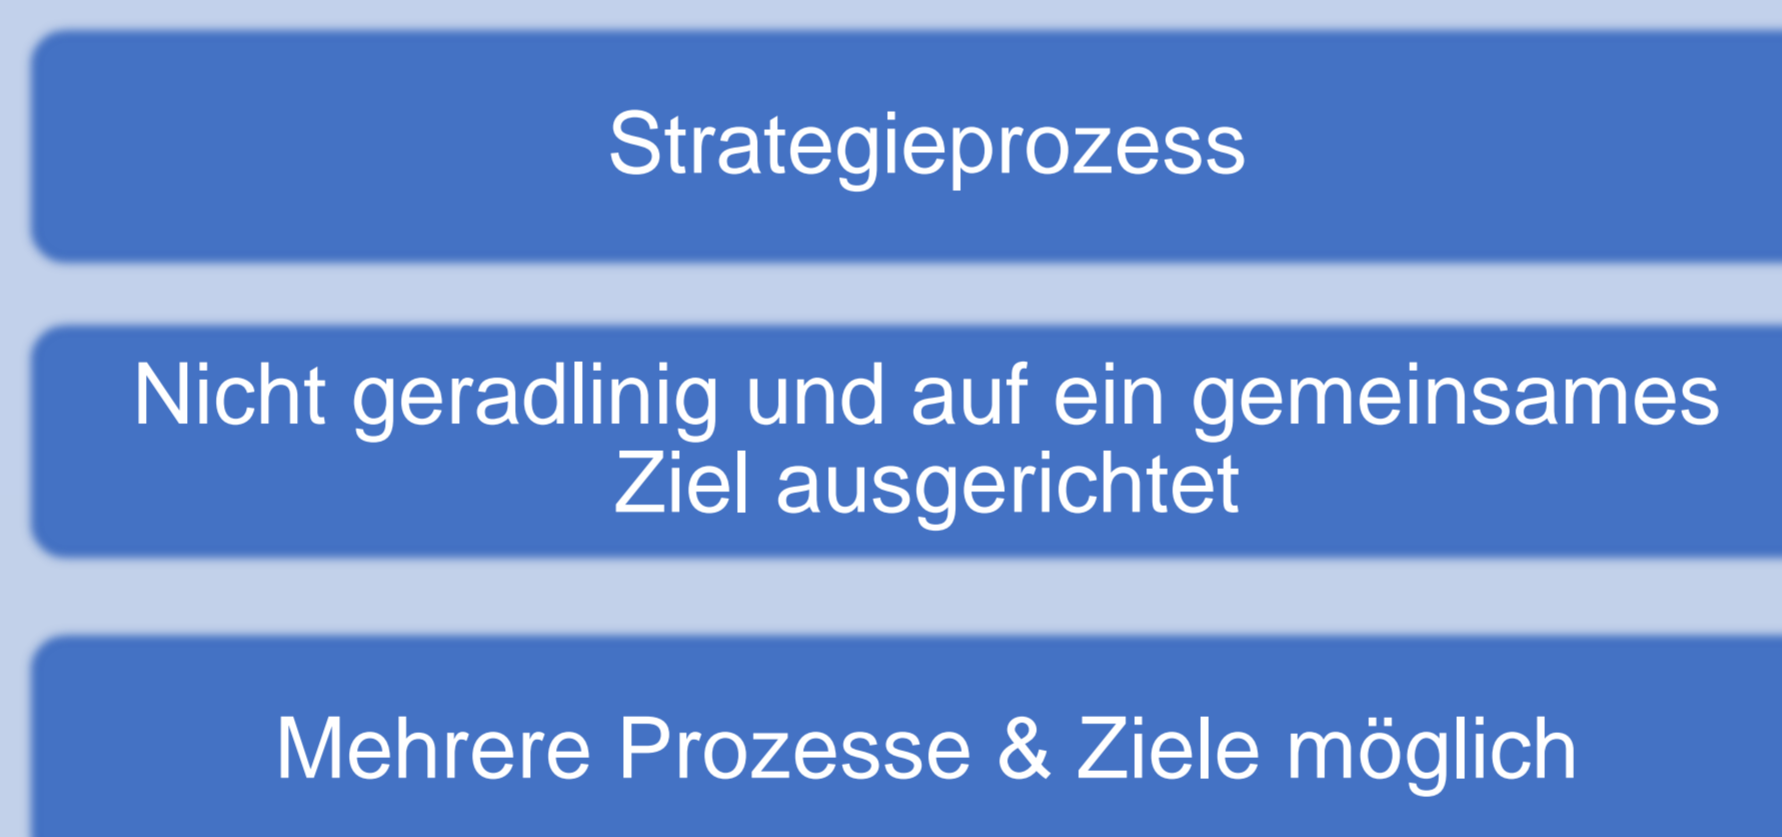 Strategieprozess
Nicht geradlinig und auf ein gemeinsames
Ziel ausgerichtet
Mehrere Prozesse & Ziele möglich